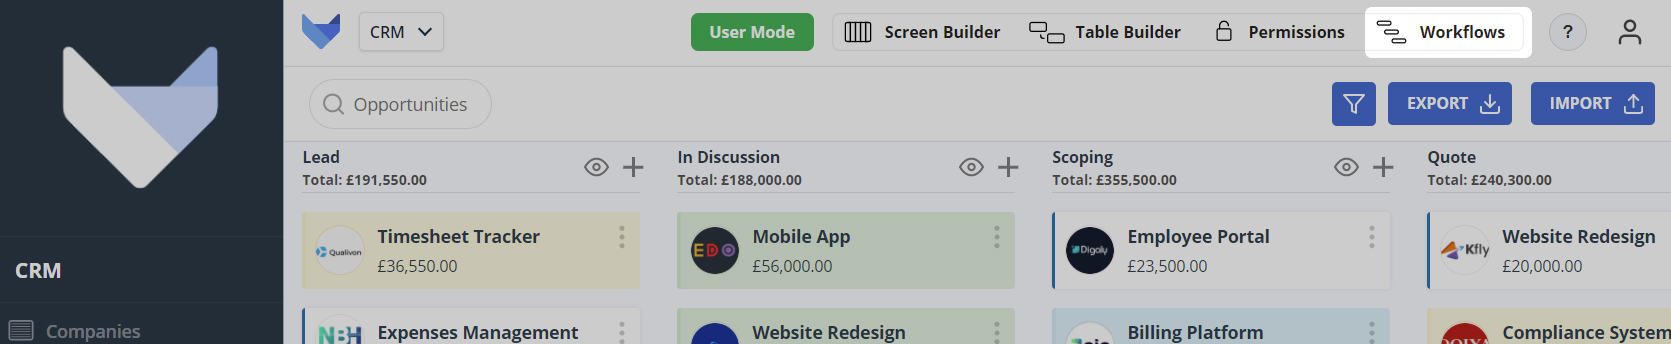 CRM
User Mode
Screen Builder
Table Builder
Permissions
Workflows
?
Opportunities
EXPORT
IMPORT
Lead
Total: £191,550.00
In Discussion
Total: £188,000.00
Scoping
Total: £355,500.00
Quote
Total: £240,300.00
Qualivon
Timesheet Tracker
£36,550.00
EDO
Mobile App
£56,000.00
Digoly
Employee Portal
£23,500.00
Kfly
Website Redesign
£20,000.00
CRM
Companies
NBH
Expenses Management
Website Redesign
Billing Platform
Compliance System